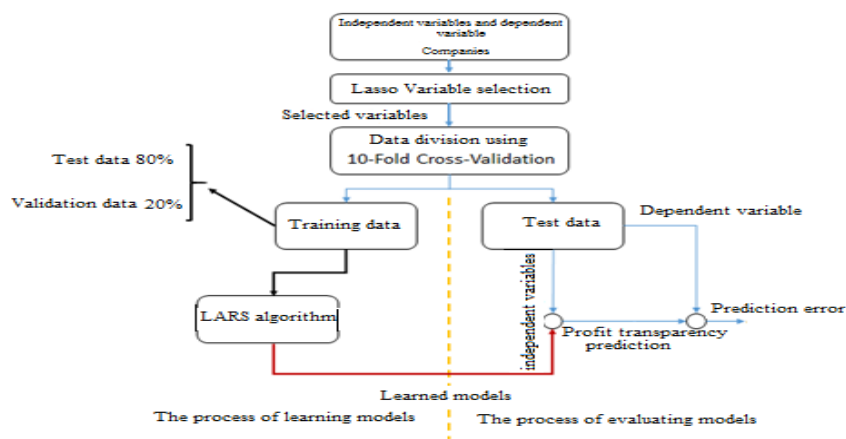 Independent variables and dependent
variable
Companies
Lasso Variable selection
Selected variables
Data division using
10-Fold Cross-Validation
Test data 80%
Validation data 20%
Training data
Test data
Dependent variable
independent variables
LARS algorithm
Prediction error
Profit transparency
prediction
Learned models
The process of learning models
The process of evaluating models